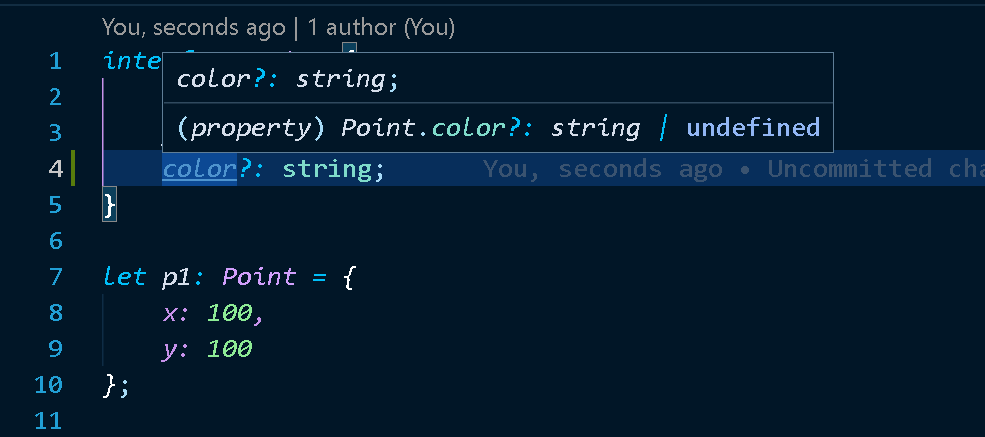 You, seconds ago | 1 author (You)
1 inte
color?: string;
2
(property) Point.color?: string | undefined
3
4 color?: string; You, seconds ago • Uncommitted cha
5 }
6
7 let p1: Point = {
8 x: 100,
9 y: 100
10 };
11